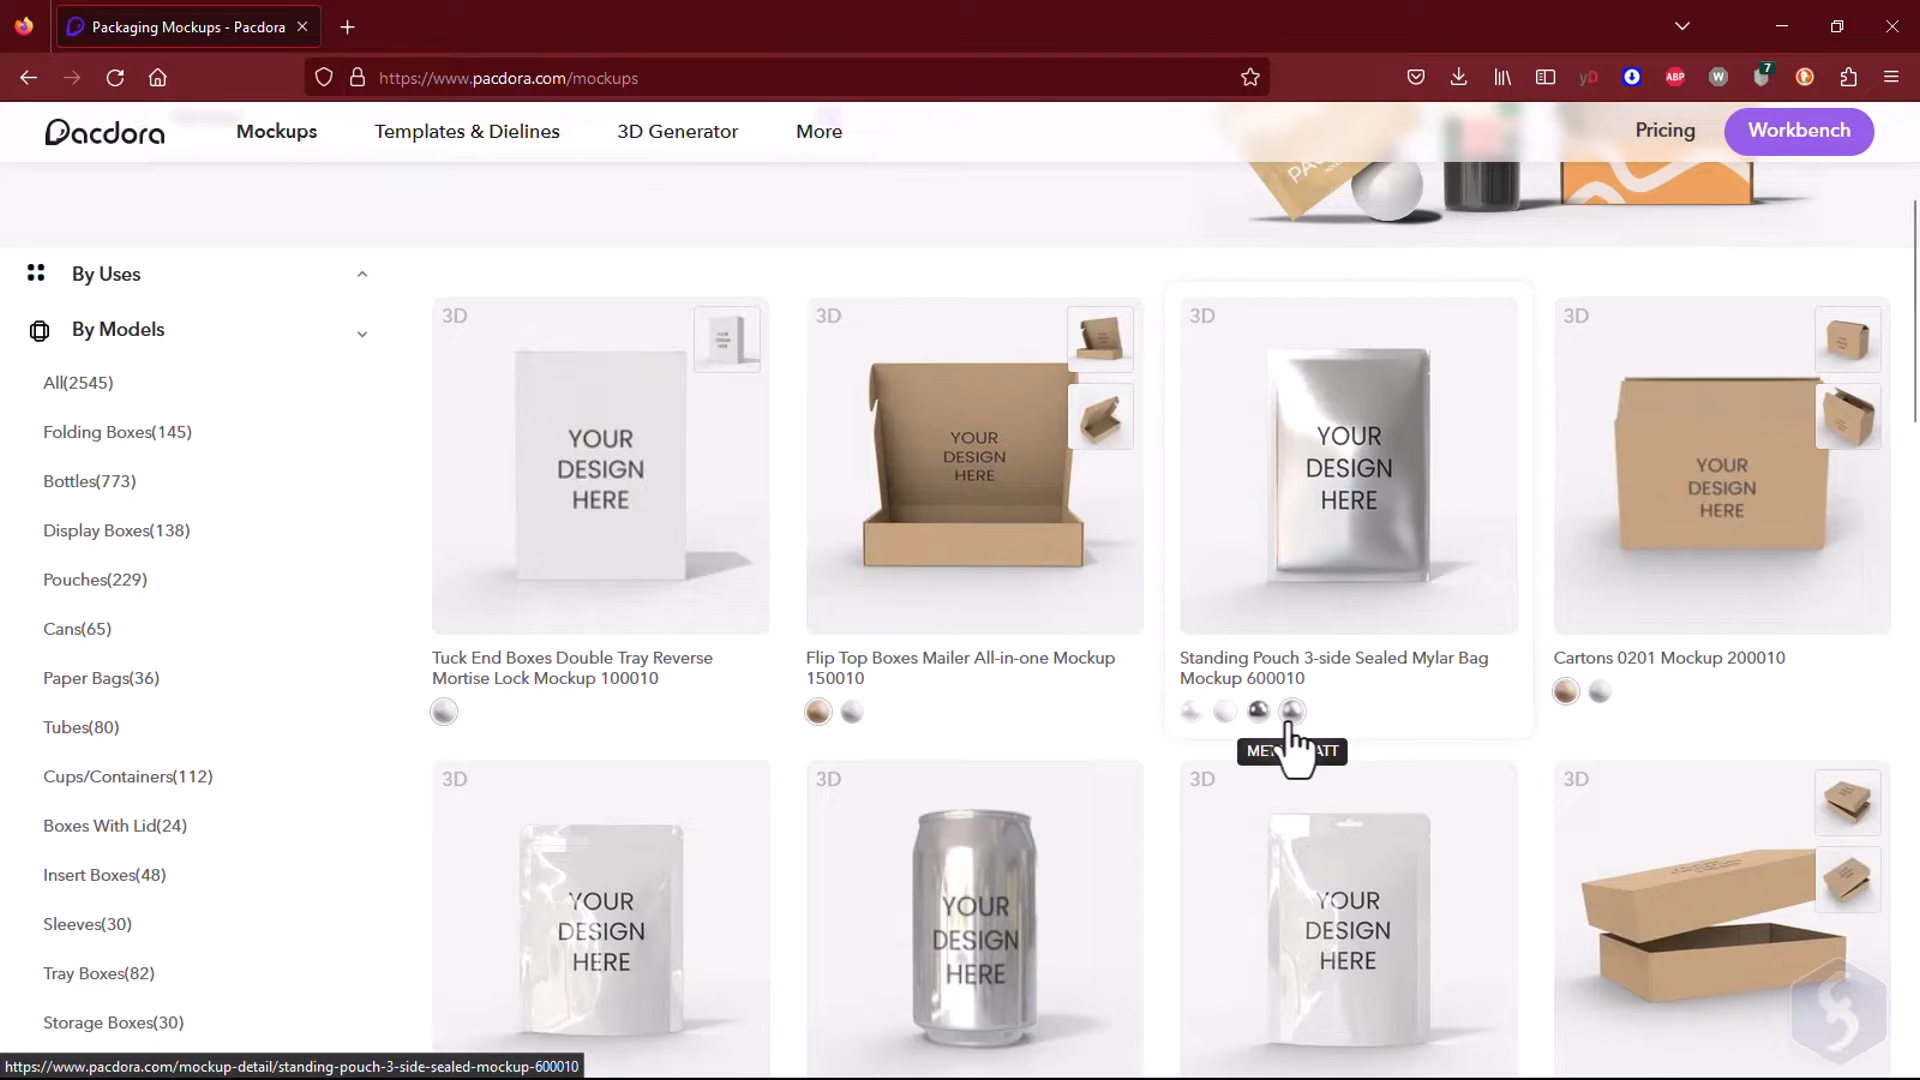 Packaging Mockups - Pacdora
https://www.pacdora.com/mockups
yD
ABP
W
7
Pacdora
Mockups
Templates & Dielines
3D Generator
More
Pricing
Workbench
By Uses
By Models
All(2545)
Folding Boxes(145)
Bottles(773)
Display Boxes(138)
Pouches(229)
Cans(65)
Paper Bags(36)
Tubes(80)
Cups/Containers(112)
Boxes With Lid(24)
Insert Boxes(48)
Sleeves(30)
Tray Boxes(82)
Storage Boxes(30)
3D
YOUR
DESIGN
HERE
Tuck End Boxes Double Tray Reverse
Mortise Lock Mockup 100010
3D
YOUR
DESIGN
HERE
Flip Top Boxes Mailer All-in-one Mockup
150010
3D
YOUR
DESIGN
HERE
Standing Pouch 3-side Sealed Mylar Bag
Mockup 600010
3D
YOUR
DESIGN
HERE
Cartons 0201 Mockup 200010
3D
YOUR
DESIGN
HERE
3D
YOUR
DESIGN
HERE
3D
YOUR
DESIGN
HERE
3D
https://www.pacdora.com/mockup-detail/standing-pouch-3-side-sealed-mockup-600010